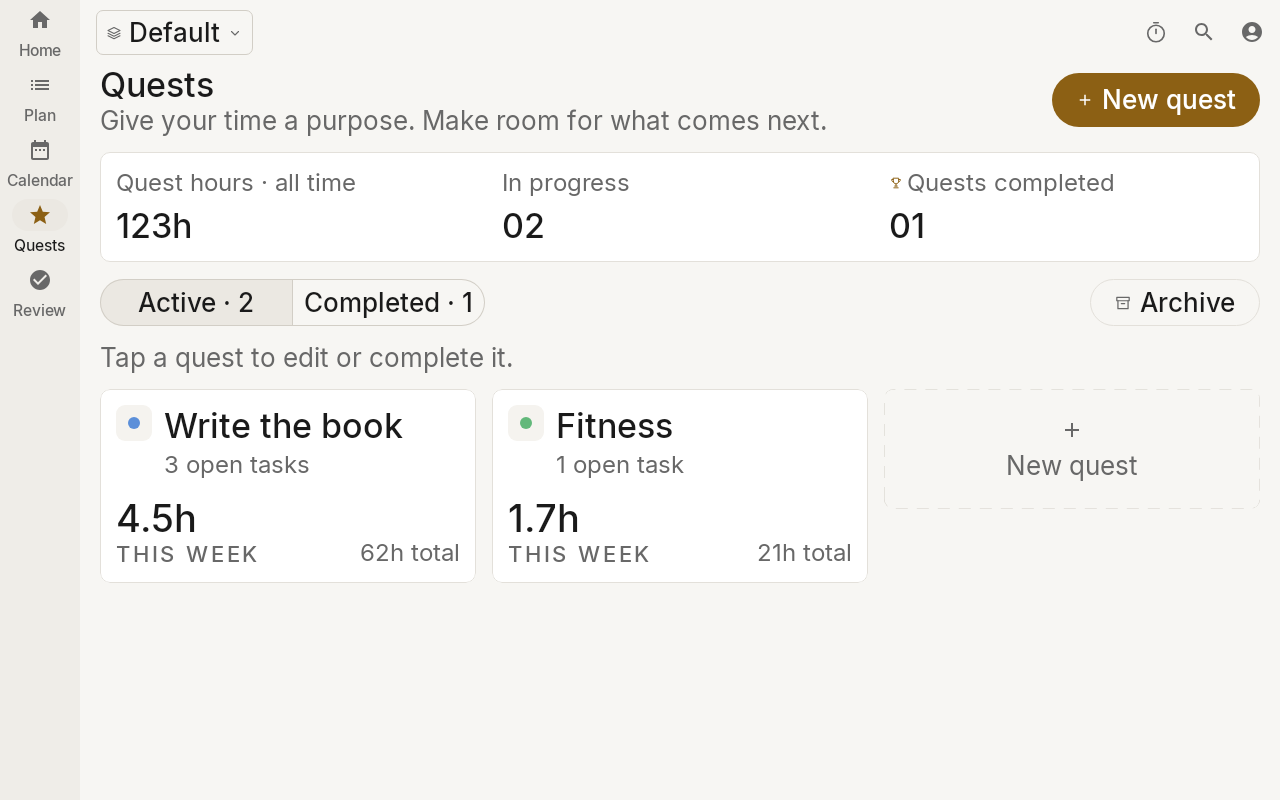 Home
Plan
Calendar
Quests
Review
Default
Quests
Give your time a purpose. Make room for what comes next.
+ New quest
Quest hours · all time
123h
In progress
02
Quests completed
01
Active · 2
Completed · 1
Archive
Tap a quest to edit or complete it.
Write the book
3 open tasks
4.5h
THIS WEEK
62h total
Fitness
1 open task
1.7h
THIS WEEK
21h total
+
New quest